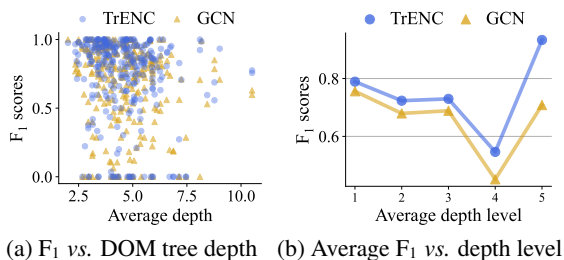 TrENC GCN
1.0
0.5
0.0
F1 scores
2.5 5.0 7.5 10.0
Average depth
(a) F1 vs. DOM tree depth
TrENC GCN
0.8
0.6
F1 scores
1 2 3 4 5
Average depth level
(b) Average F1 vs. depth level